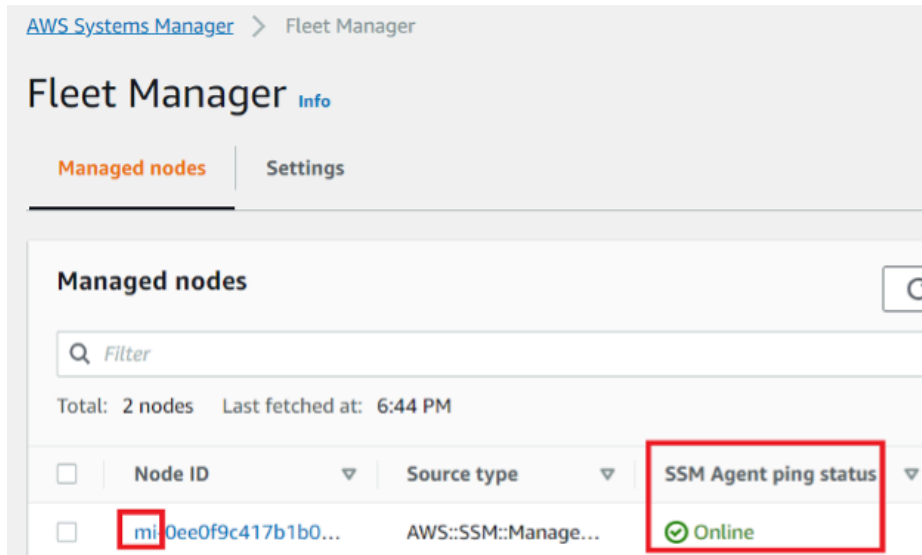 AWS Systems Manager > Fleet Manager
Fleet Manager Info
Managed nodes Settings
Managed nodes
Filter
Total: 2 nodes Last fetched at: 6:44 PM
Node ID Source type SSM Agent ping status
mi-0ee0f9c417b1b0... AWS::SSM::Manage... Online